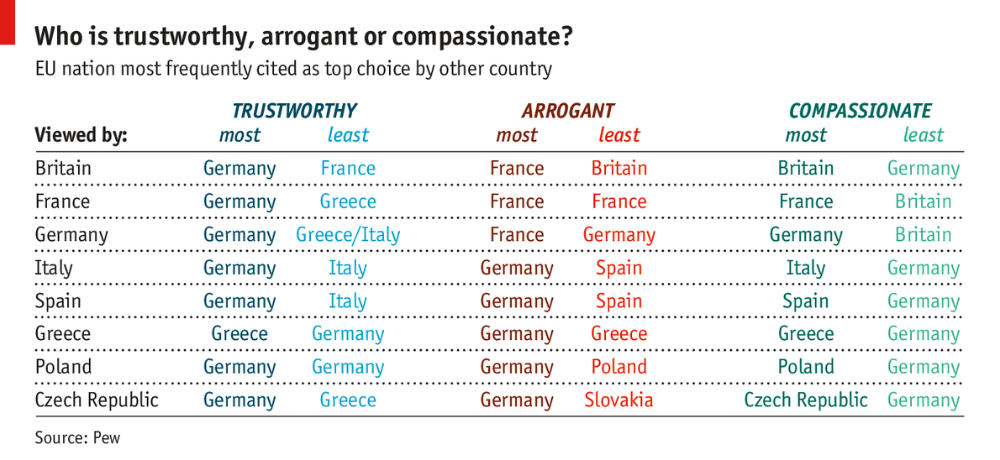 Who is trustworthy, arrogant or compassionate?
EU nation most frequently cited as top choice by other country
TRUSTWORTHY ARROGANT COMPASSIONATE
Viewed by: most least most least most least
Britain Germany France France Britain Britain Germany
France Germany Greece France France France Britain
Germany Germany Greece/Italy France Germany Germany Britain
Italy Germany Italy Germany Spain Italy Germany
Spain Germany Italy Germany Spain Spain Germany
Greece Greece Germany Germany Greece Greece Germany
Poland Germany Germany Germany Poland Poland Germany
Czech Republic Germany Greece Germany Slovakia Czech Republic Germany
Source: Pew